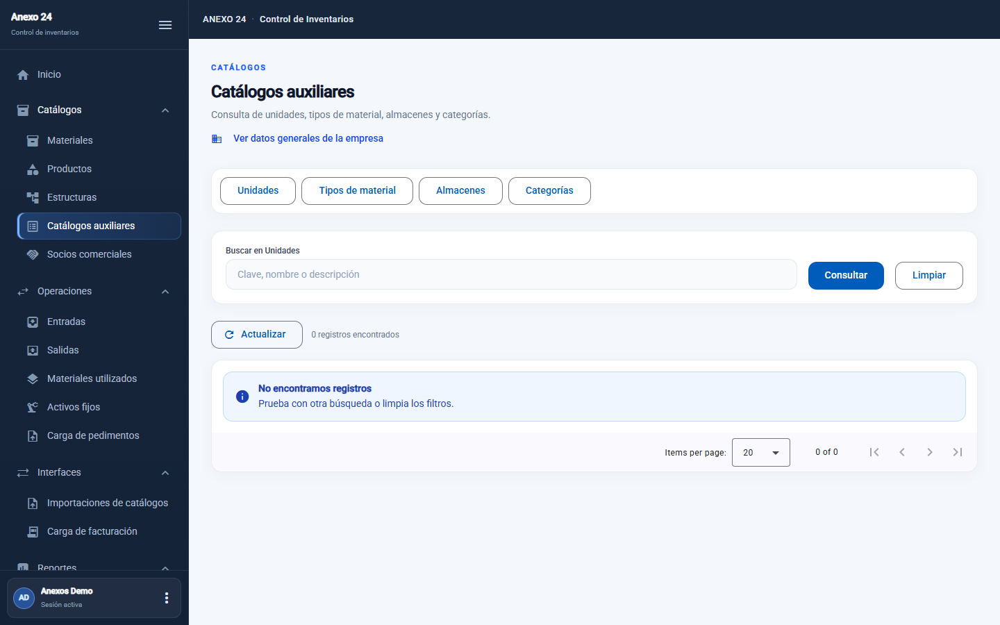 Anexo 24
Control de inventarios
Inicio
Catálogos
Materiales
Productos
Estructuras
Catálogos auxiliares
Socios comerciales
Operaciones
Entradas
Salidas
Materiales utilizados
Activos fijos
Carga de pedimentos
Interfaces
Importaciones de catálogos
Carga de facturación
Reportes
AD
Anexos Demo
Sesión activa
ANEXO 24 · Control de Inventarios
CATÁLOGOS
Catálogos auxiliares
Consulta de unidades, tipos de material, almacenes y categorías.
Ver datos generales de la empresa
Unidades Tipos de material Almacenes Categorías
Buscar en Unidades
Clave, nombre o descripción Consultar Limpiar
Actualizar 0 registros encontrados
No encontramos registros
Prueba con otra búsqueda o limpia los filtros.
Items per page: 20 0 of 0